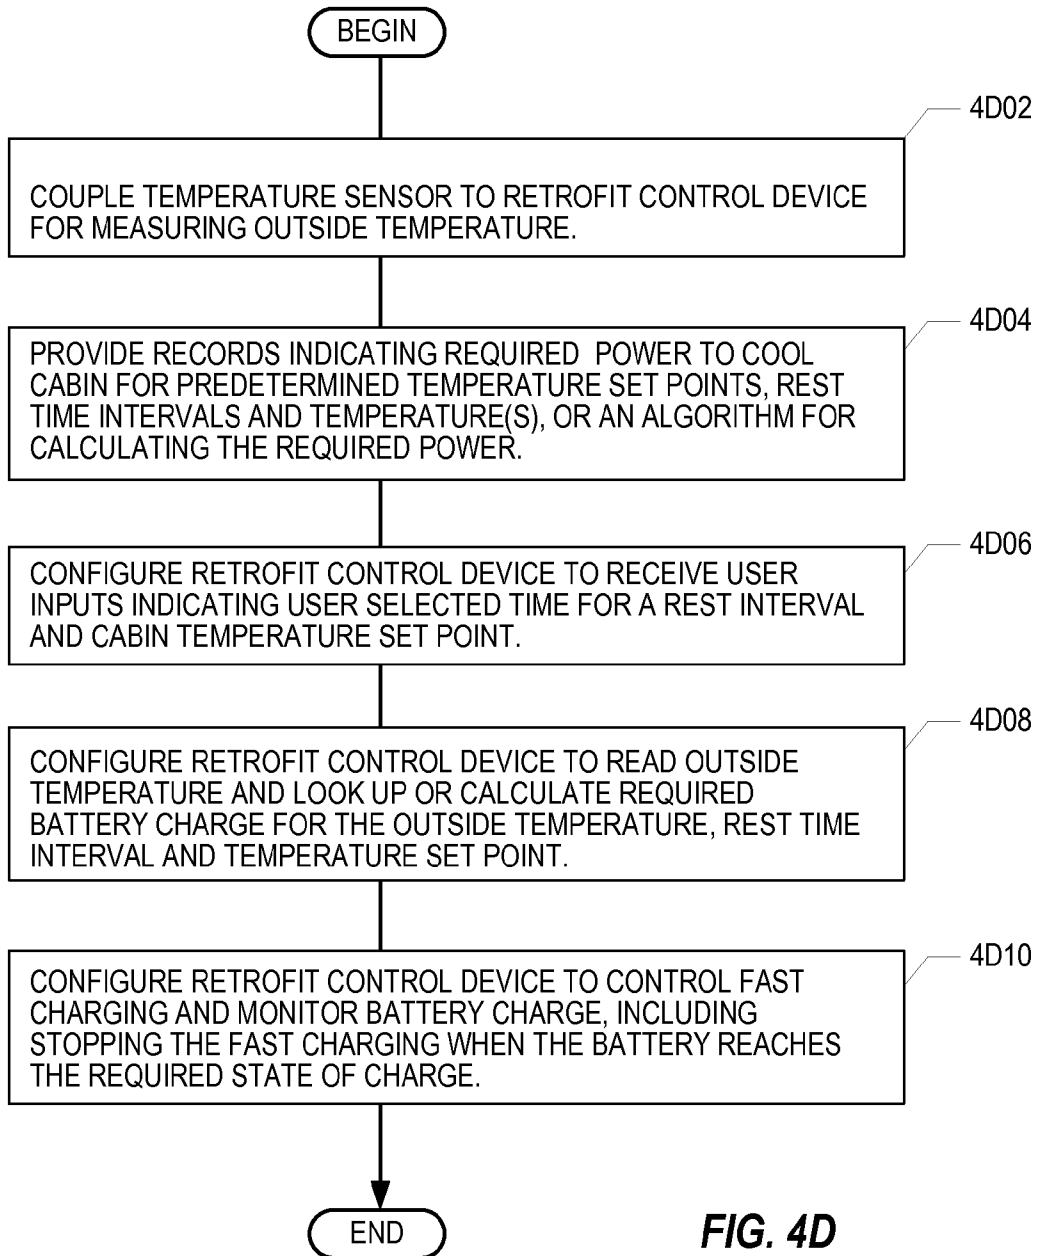 BEGIN
4D02
COUPLE TEMPERATURE SENSOR TO RETROFIT CONTROL DEVICE
FOR MEASURING OUTSIDE TEMPERATURE.
4D04
PROVIDE RECORDS INDICATING REQUIRED POWER TO COOL
CABIN FOR PREDETERMINED TEMPERATURE SET POINTS, REST
TIME INTERVALS AND TEMPERATURE(S), OR AN ALGORITHM FOR
CALCULATING THE REQUIRED POWER.
4D06
CONFIGURE RETROFIT CONTROL DEVICE TO RECEIVE USER
INPUTS INDICATING USER SELECTED TIME FOR A REST INTERVAL
AND CABIN TEMPERATURE SET POINT.
4D08
CONFIGURE RETROFIT CONTROL DEVICE TO READ OUTSIDE
TEMPERATURE AND LOOK UP OR CALCULATE REQUIRED
BATTERY CHARGE FOR THE OUTSIDE TEMPERATURE, REST TIME
INTERVAL AND TEMPERATURE SET POINT.
4D10
CONFIGURE RETROFIT CONTROL DEVICE TO CONTROL FAST
CHARGING AND MONITOR BATTERY CHARGE, INCLUDING
STOPPING THE FAST CHARGING WHEN THE BATTERY REACHES
THE REQUIRED STATE OF CHARGE.
END
FIG. 4D